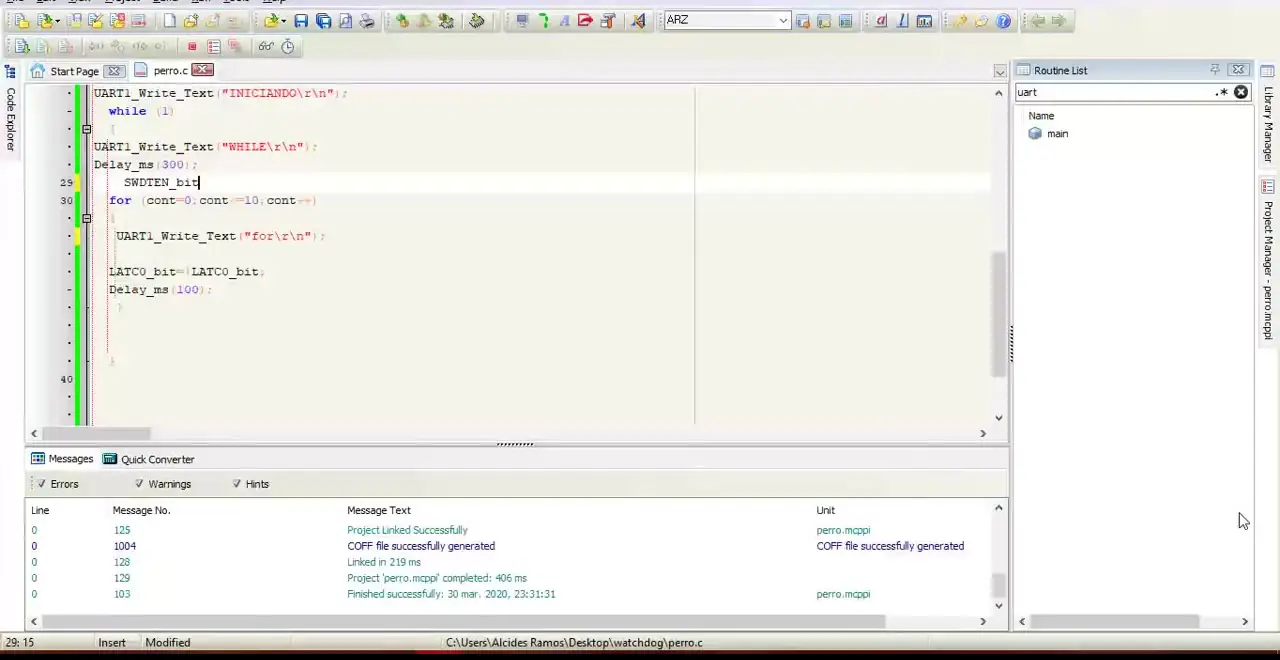 ARZ
Start Page
perro.c
Code Explorer
UART1_Write_Text("INICIANDO\r\n");
while (1)
{
UART1_Write_Text("WHILE\r\n");
Delay_ms(300);
29 SWDTEN_bit
30 for (cont=0;cont<=10;cont++)
{
UART1_Write_Text("for\r\n");
LATC0_bit=!LATC0_bit;
Delay_ms(100);
}
}
40
Routine List
uart
.*
Name
main
Library Manager
Project Manager - perro.mcppi
Messages Quick Converter
Errors Warnings Hints
Line Message No. Message Text Unit
0 125 Project Linked Successfully perro.mcppi
0 1004 COFF file successfully generated COFF file successfully generated
0 128 Linked in 219 ms
0 129 Project 'perro.mcppi' completed: 406 ms
0 103 Finished successfully: 30 mar. 2020, 23:31:31 perro.mcppi
29: 15 Insert Modified C:\Users\Alcides Ramos\Desktop\watchdog\perro.c